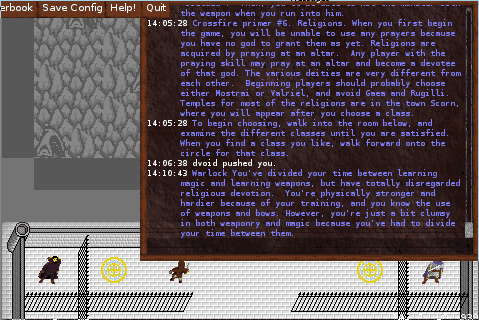 erbook Save Config Help! Quit
the weapon when you run into him.
14:05:28 Crossfire primer #6. Religions. When you first begin
the game, you will be unable to use any prayers because
you have no god to grant them as yet. Religions are
acquired by praying at an altar. Any player with the
praying skill may pray at an altar and become a devotee
of that god. The various deities are very different from
each other. Beginning players should probably choose
either Mostrai or Valriel, and avoid Gaea and Rugilli.
Temples for most of the religions are in the town Scorn,
where you will appear after you choose a class.
14:05:28 To begin choosing, walk into the room below, and
examine the different classes until you are satisfied.
When you find a class you like, walk forward onto the
circle for that class.
14:06:38 dvoid pushed you.
14:10:43 Warlock You've divided your time between learning
magic and learning weapons, but have totally disregarded
religious devotion. You're physically stronger and
harder because of your training, and you know the use
of weapons and bows. However, you're just a bit clumsy
in both weaponry and magic because you've had to divide
your time between them.